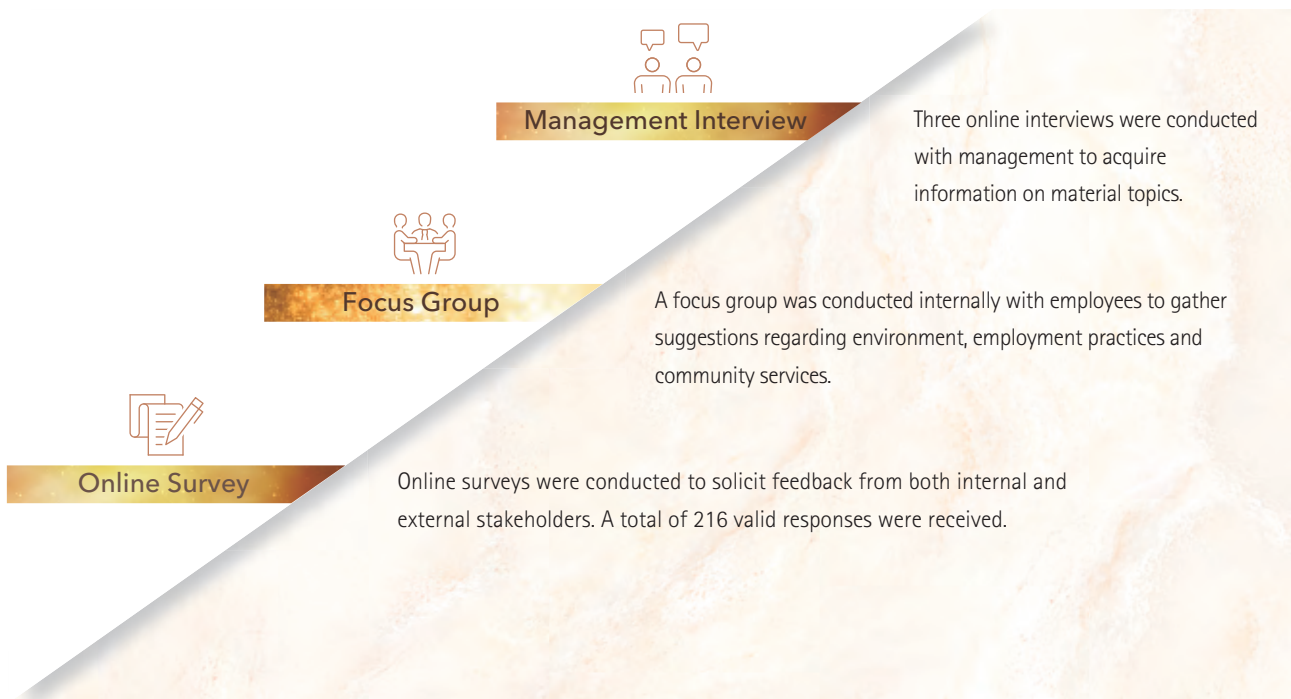 Management Interview
Three online interviews were conducted
with management to acquire
information on material topics.
Focus Group
A focus group was conducted internally with employees to gather
suggestions regarding environment, employment practices and
community services.
Online Survey
Online surveys were conducted to solicit feedback from both internal and
external stakeholders. A total of 216 valid responses were received.